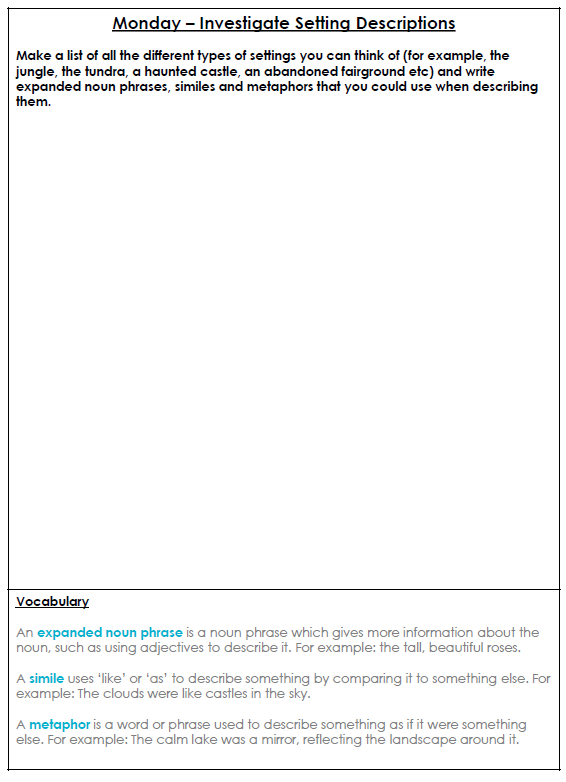 Monday – Investigate Setting Descriptions
Make a list of all the different types of settings you can think of (for example, the
jungle, the tundra, a haunted castle, an abandoned fairground etc) and write
expanded noun phrases, similes and metaphors that you could use when describing
them.
Vocabulary
An expanded noun phrase is a noun phrase which gives more information about the
noun, such as using adjectives to describe it. For example: the tall, beautiful roses.
A simile uses ‘like’ or ‘as’ to describe something by comparing it to something else. For
example: The clouds were like castles in the sky.
A metaphor is a word or phrase used to describe something as if it were something
else. For example: The calm lake was a mirror, reflecting the landscape around it.